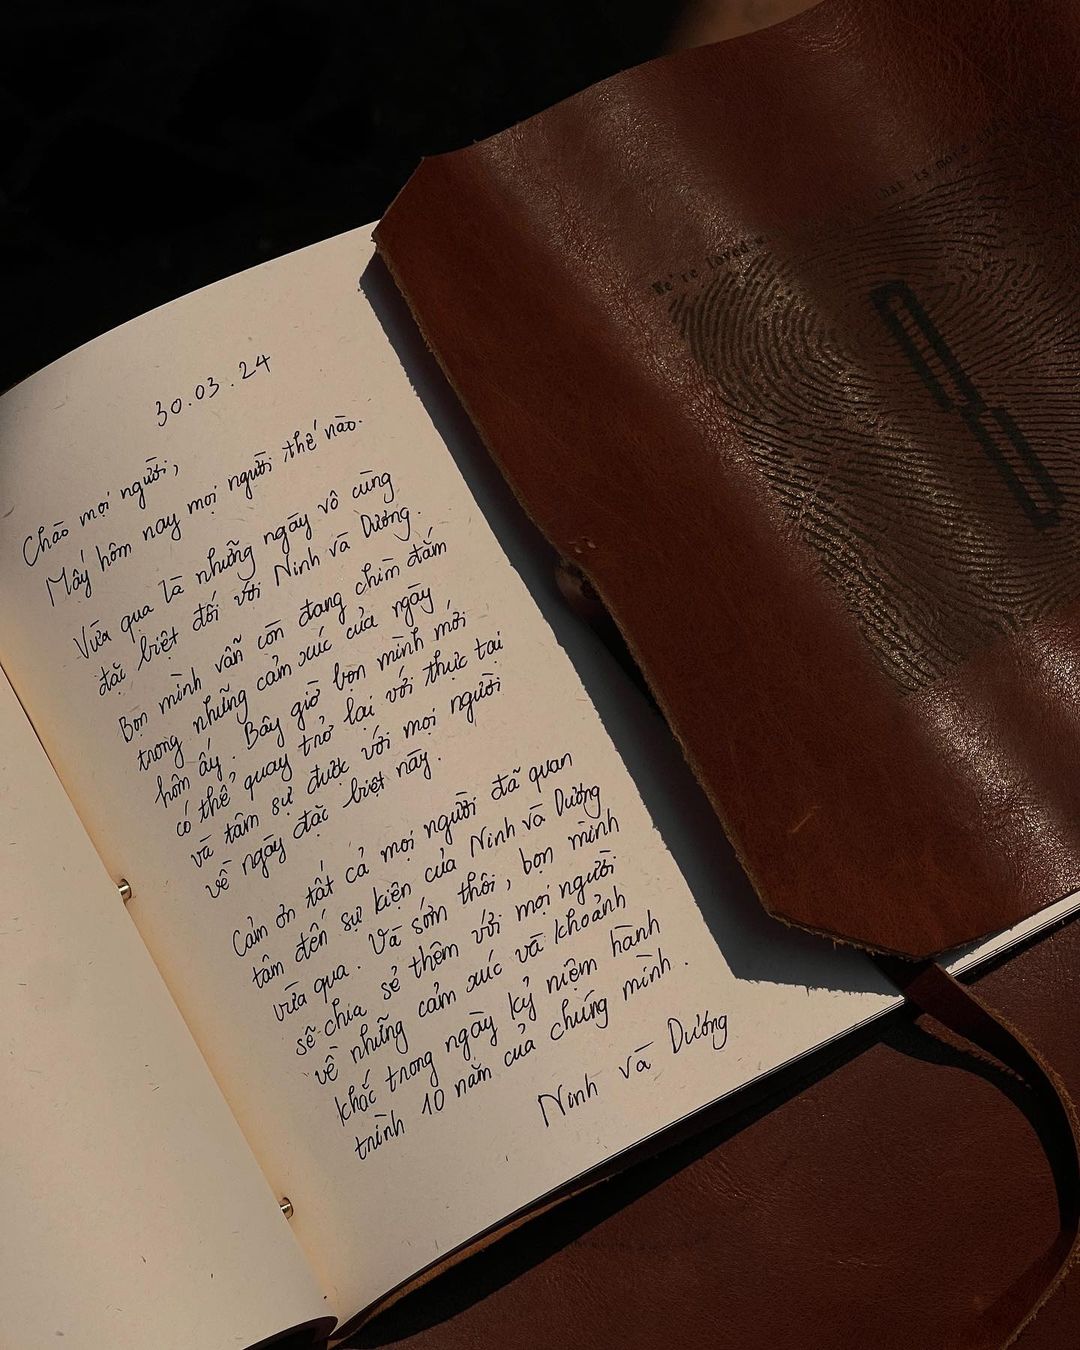 30.03.24
Chào mọi người,
Mấy hôm nay mọi người thế nào.
Vừa qua là những ngày vô cùng
đặc biệt đối với Ninh và Dương.
Bọn mình vẫn còn đang chìm đắm
trong những cảm xúc của ngày
hôm ấy. Bây giờ bọn mình mới
có thể quay trở lại với thực tại
và tâm sự được với mọi người
về ngày đặc biệt này.
Cảm ơn tất cả mọi người đã quan
tâm đến sự kiện của Ninh và Dương
vừa qua. Và sớm thôi, bọn mình
sẽ chia sẻ thêm với mọi người
về những cảm xúc và khoảnh
khắc trong ngày kỷ niệm hành
trình 10 năm của chúng mình.
Ninh và Dương
We're loved that is more